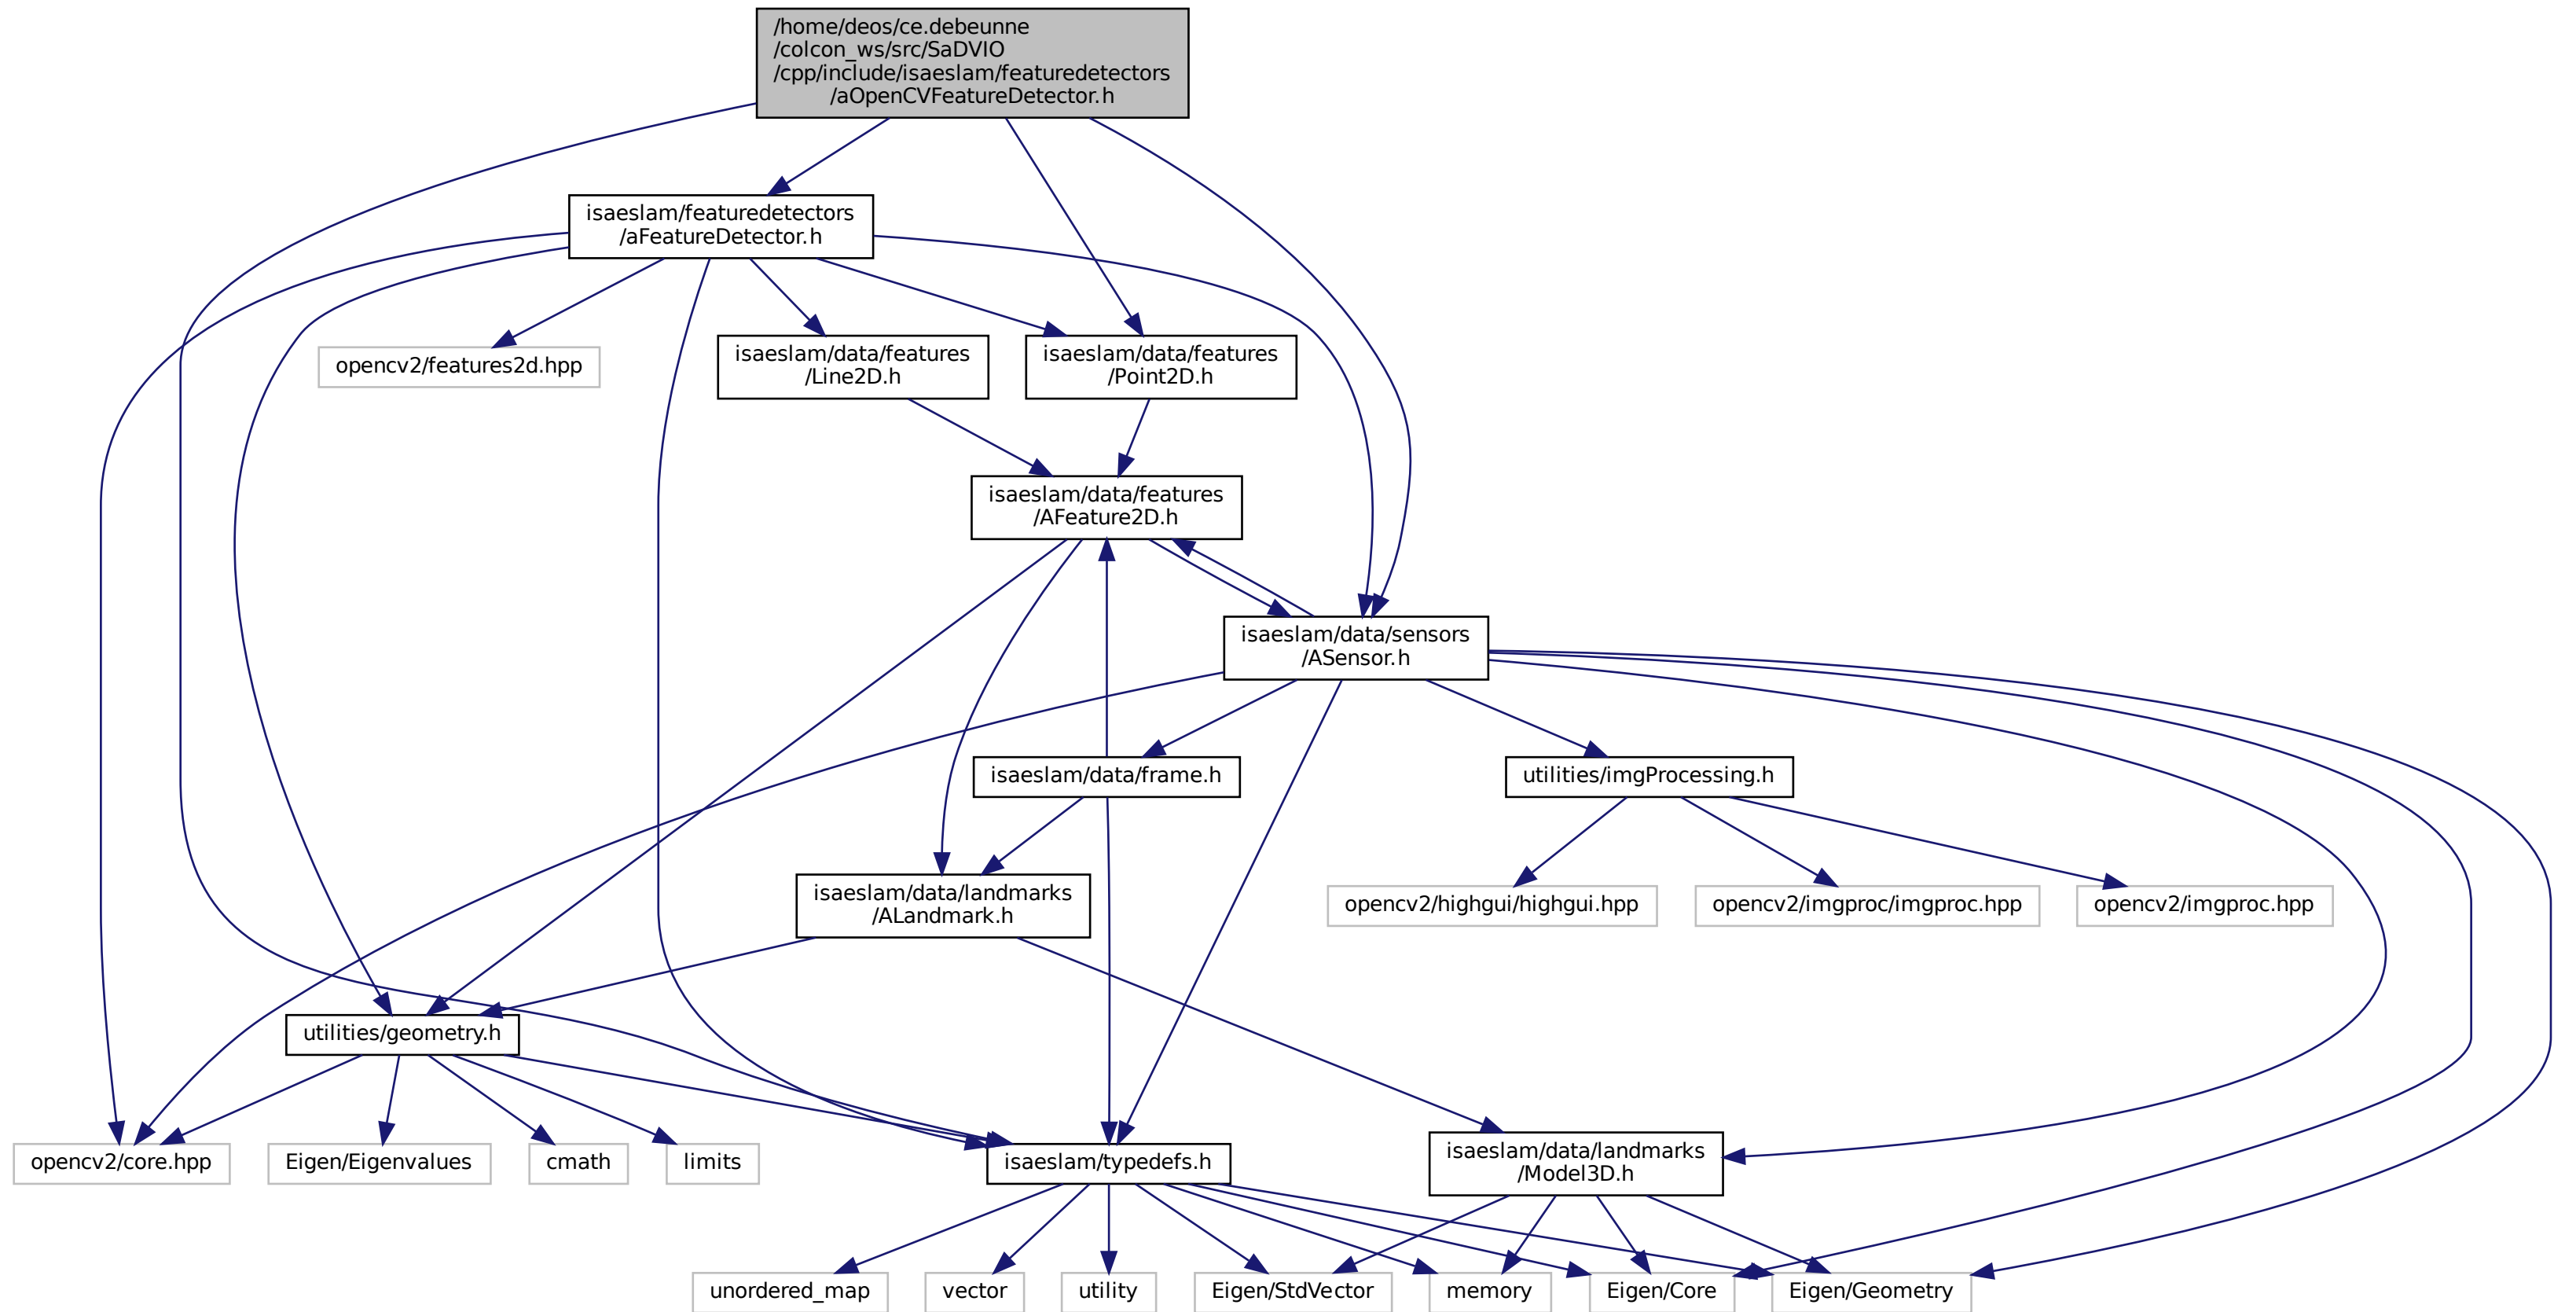 /home/deos/ce.debeunne
/colcon_ws/src/SaDVIO
/cpp/include/isaeslam/featuredetectors
/aOpenCVFeatureDetector.h
isaeslam/featuredetectors
/aFeatureDetector.h
opencv2/features2d.hpp
isaeslam/data/features
/Line2D.h
isaeslam/data/features
/Point2D.h
isaeslam/data/features
/AFeature2D.h
isaeslam/data/sensors
/ASensor.h
isaeslam/data/frame.h
utilities/imgProcessing.h
isaeslam/data/landmarks
/ALandmark.h
opencv2/highgui/highgui.hpp
opencv2/imgproc/imgproc.hpp
opencv2/imgproc.hpp
utilities/geometry.h
opencv2/core.hpp
Eigen/Eigenvalues
cmath
limits
isaeslam/typedefs.h
isaeslam/data/landmarks
/Model3D.h
unordered_map
vector
utility
Eigen/StdVector
memory
Eigen/Core
Eigen/Geometry